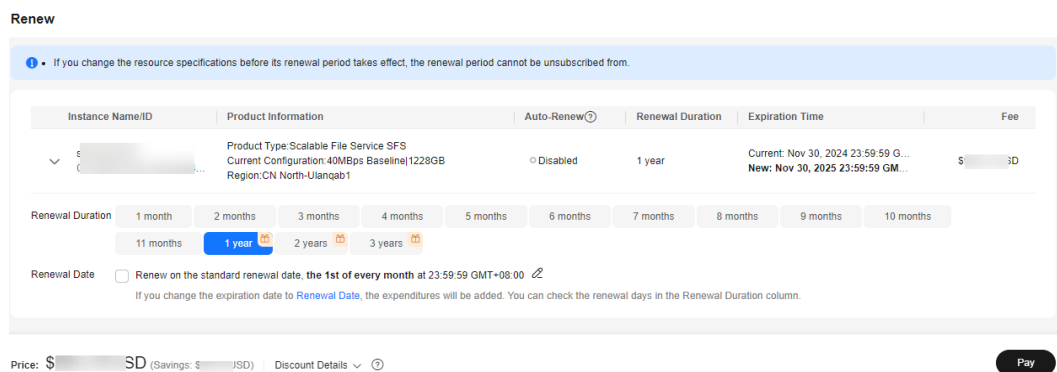 Renew
If you change the resource specifications before its renewal period takes effect, the renewal period cannot be unsubscribed from.
Instance Name/ID Product Information Auto-Renew Renewal Duration Expiration Time Fee
Product Type:Scalable File Service SFS
Current Configuration:40MBps Baseline|1228GB
Region:CN North-Ulanqab1
Disabled
1 year
Current: Nov 30, 2024 23:59:59 G...
New: Nov 30, 2025 23:59:59 GM...
$ SD
Renewal Duration 1 month 2 months 3 months 4 months 5 months 6 months 7 months 8 months 9 months 10 months
11 months 1 year 2 years 3 years
Renewal Date Renew on the standard renewal date, the 1st of every month at 23:59:59 GMT+08:00
If you change the expiration date to Renewal Date, the expenditures will be added. You can check the renewal days in the Renewal Duration column.
Price: $ SD (Savings: $ USD) Discount Details Pay